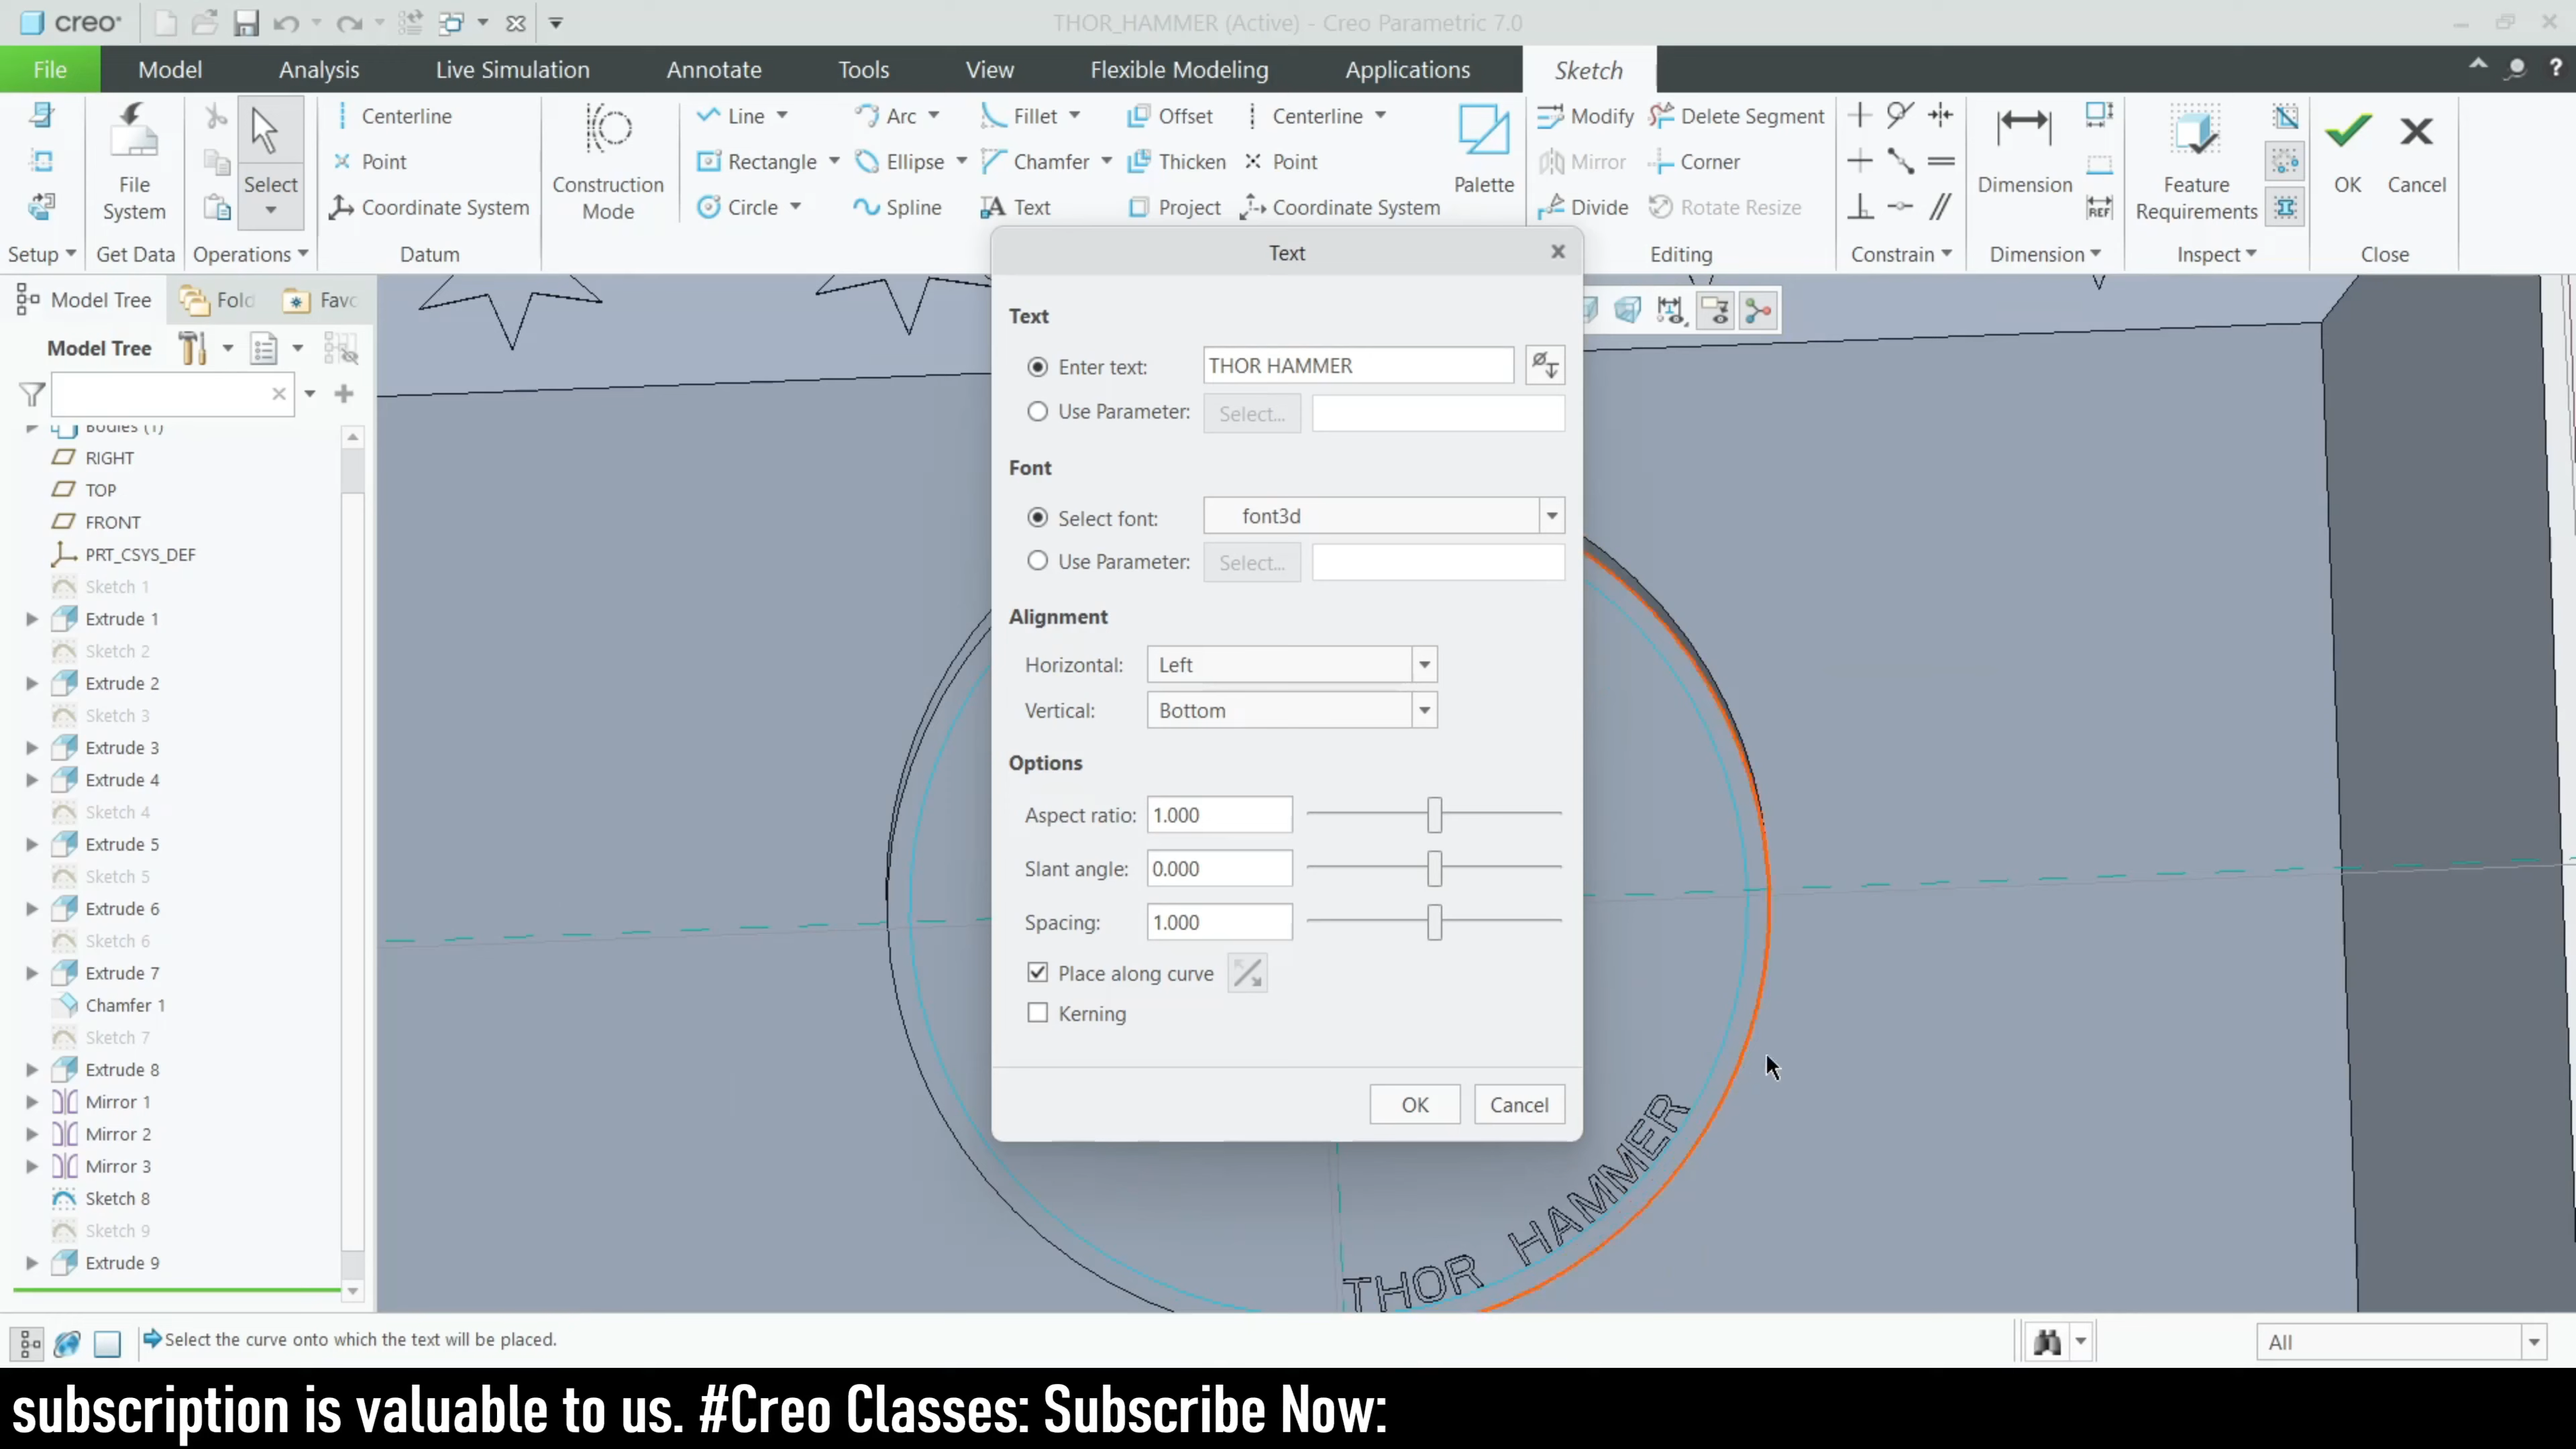 creo®
THOR_HAMMER (Active) - Creo Parametric 7.0
File
Model
Analysis
Live Simulation
Annotate
Tools
View
Flexible Modeling
Applications
Sketch
Centerline
Point
Coordinate System
File System
Select
Construction Mode
Line
Rectangle
Circle
Arc
Ellipse
Spline
Fillet
Chamfer
Text
Offset
Thicken
Project
Centerline
Point
Coordinate System
Palette
Modify
Mirror
Divide
Delete Segment
Corner
Rotate Resize
Dimension
REF
Feature Requirements
OK
Cancel
Setup
Get Data
Operations
Datum
Editing
Constrain
Dimension
Inspect
Close
Model Tree
Fold
Favo
Model Tree
Bodies (1)
RIGHT
TOP
FRONT
PRT_CSYS_DEF
Sketch 1
Extrude 1
Sketch 2
Extrude 2
Sketch 3
Extrude 3
Extrude 4
Sketch 4
Extrude 5
Sketch 5
Extrude 6
Sketch 6
Extrude 7
Chamfer 1
Sketch 7
Extrude 8
Mirror 1
Mirror 2
Mirror 3
Sketch 8
Sketch 9
Extrude 9
Text
Text
Enter text: THOR HAMMER
Use Parameter: Select...
Font
Select font: font3d
Use Parameter: Select...
Alignment
Horizontal: Left
Vertical: Bottom
Options
Aspect ratio: 1.000
Slant angle: 0.000
Spacing: 1.000
Place along curve
Kerning
OK
Cancel
THOR HAMMER
Select the curve onto which the text will be placed.
All
subscription is valuable to us. #Creo Classes: Subscribe Now: